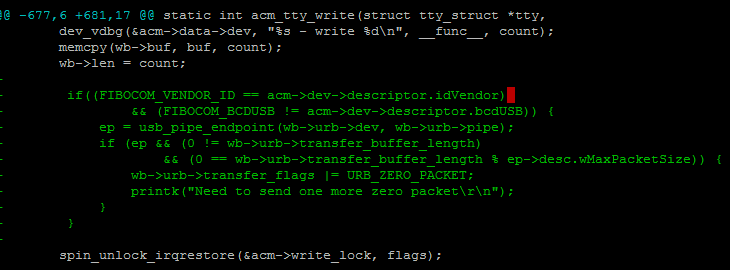 @@ -677,6 +681,17 @@ static int acm_tty_write(struct tty_struct *tty,
dev_vdbg(&acm->data->dev, "%s - write %d\n", __func__, count);
memcpy(wb->buf, buf, count);
wb->len = count;
if((FIBOCOM_VENDOR_ID == acm->dev->descriptor.idVendor)
&& (FIBOCOM_BCDUSB != acm->dev->descriptor.bcdUSB)) {
ep = usb_pipe_endpoint(wb->urb->dev, wb->urb->pipe);
if (ep && (0 != wb->urb->transfer_buffer_length)
&& (0 == wb->urb->transfer_buffer_length % ep->desc.wMaxPacketSize)) {
wb->urb->transfer_flags |= URB_ZERO_PACKET;
printk("Need to send one more zero packet\r\n");
}
}
spin_unlock_irqrestore(&acm->write_lock, flags);